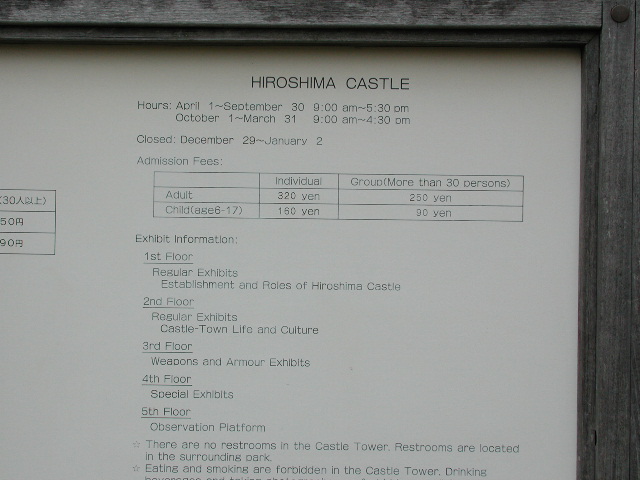 HIROSHIMA CASTLE
Hours: April 1~September 30 9:00 am~5:30 pm
October 1~March 31 9:00 am~4:30 pm
Closed: December 29~January 2
Admission Fees:
Individual Group(More than 30 persons)
Adult 320 yen 250 yen
Child(age6-17) 160 yen 90 yen
(30人以上)
50円
90円
Exhibit Information:
1st Floor
Regular Exhibits
Establishment and Roles of Hiroshima Castle
2nd Floor
Regular Exhibits
Castle-Town Life and Culture
3rd Floor
Weapons and Armour Exhibits
4th Floor
Special Exhibits
5th Floor
Observation Platform
☆ There are no restrooms in the Castle Tower. Restrooms are located
in the surrounding park.
☆ Eating and smoking are forbidden in the Castle Tower. Drinking